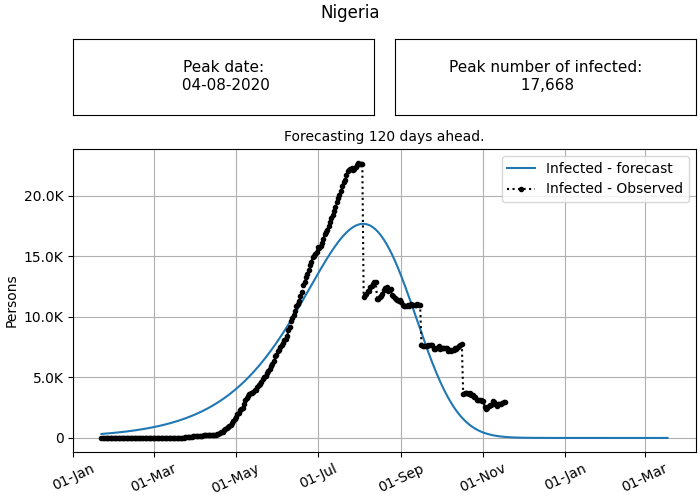 Nigeria
Peak date:
04-08-2020
Peak number of infected:
17,668
Forecasting 120 days ahead.
Infected - forecast
Infected - Observed
Persons
20.0K
15.0K
10.0K
5.0K
0
01-Jan
01-Mar
01-May
01-Jul
01-Sep
01-Nov
01-Jan
01-Mar